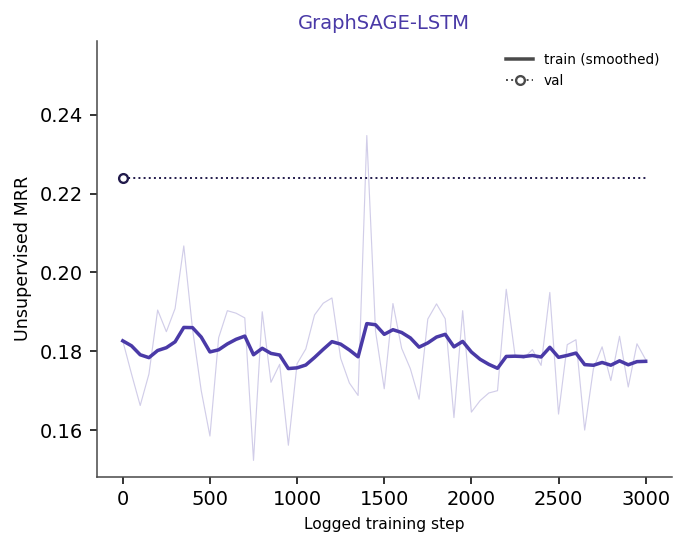 GraphSAGE-LSTM
train (smoothed)
val
Unsupervised MRR
0.24
0.22
0.20
0.18
0.16
0 500 1000 1500 2000 2500 3000
Logged training step